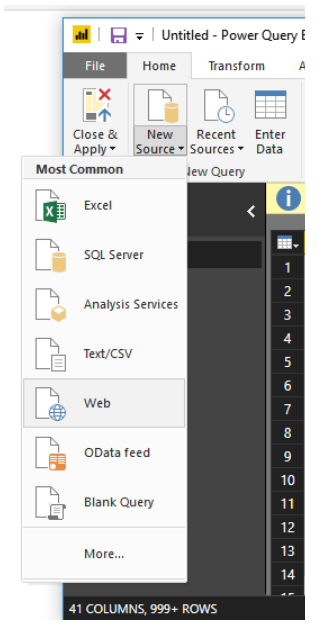 Untitled - Power Query E
File Home Transform A
Close & Apply
New Source
Recent Sources
Enter Data
New Query
Most Common
Excel
SQL Server
Analysis Services
Text/CSV
Web
OData feed
Blank Query
More...
1
2
3
4
5
6
7
8
9
10
11
12
13
14
41 COLUMNS, 999+ ROWS